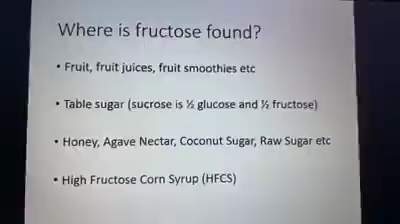 Where is fructose found?
• Fruit, fruit juices, fruit smoothies etc
• Table sugar (sucrose is ½ glucose and ½ fructose)
• Honey, Agave Nectar, Coconut Sugar, Raw Sugar etc
• High Fructose Corn Syrup (HFCS)